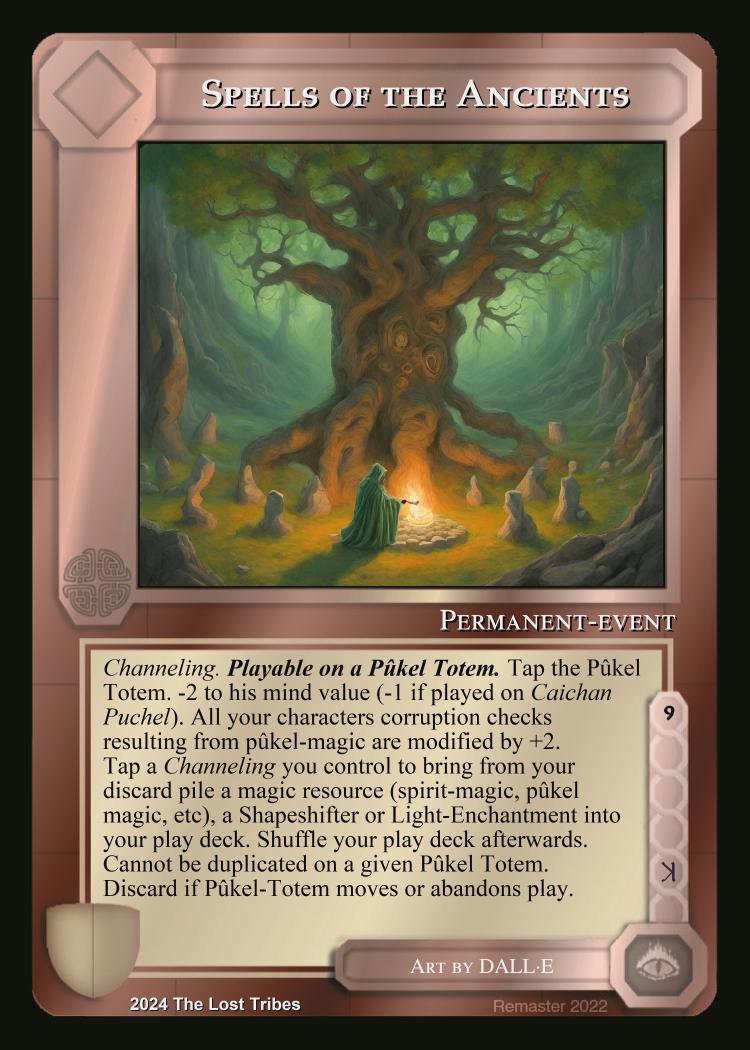 Spells of the Ancients
Permanent-event
Channeling. Playable on a Pûkel Totem. Tap the Pûkel
Totem. -2 to his mind value (-1 if played on Caichan
Puchel). All your characters corruption checks
resulting from pûkel-magic are modified by +2.
Tap a Channeling you control to bring from your
discard pile a magic resource (spirit-magic, pûkel
magic, etc), a Shapeshifter or Light-Enchantment into
your play deck. Shuffle your play deck afterwards.
Cannot be duplicated on a given Pûkel Totem.
Discard if Pûkel-Totem moves or abandons play.
9
Art by DALL·E
2024 The Lost Tribes
Remaster 2022